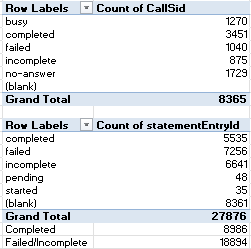 Row Labels Count of CallSid
busy 1270
completed 3451
failed 1040
incomplete 875
no-answer 1729
(blank)
Grand Total 8365
Row Labels Count of statementEntryId
completed 5535
failed 7256
incomplete 6641
pending 48
started 35
(blank) 8361
Grand Total 27876
Completed 8986
Failed/Incomplete 18894